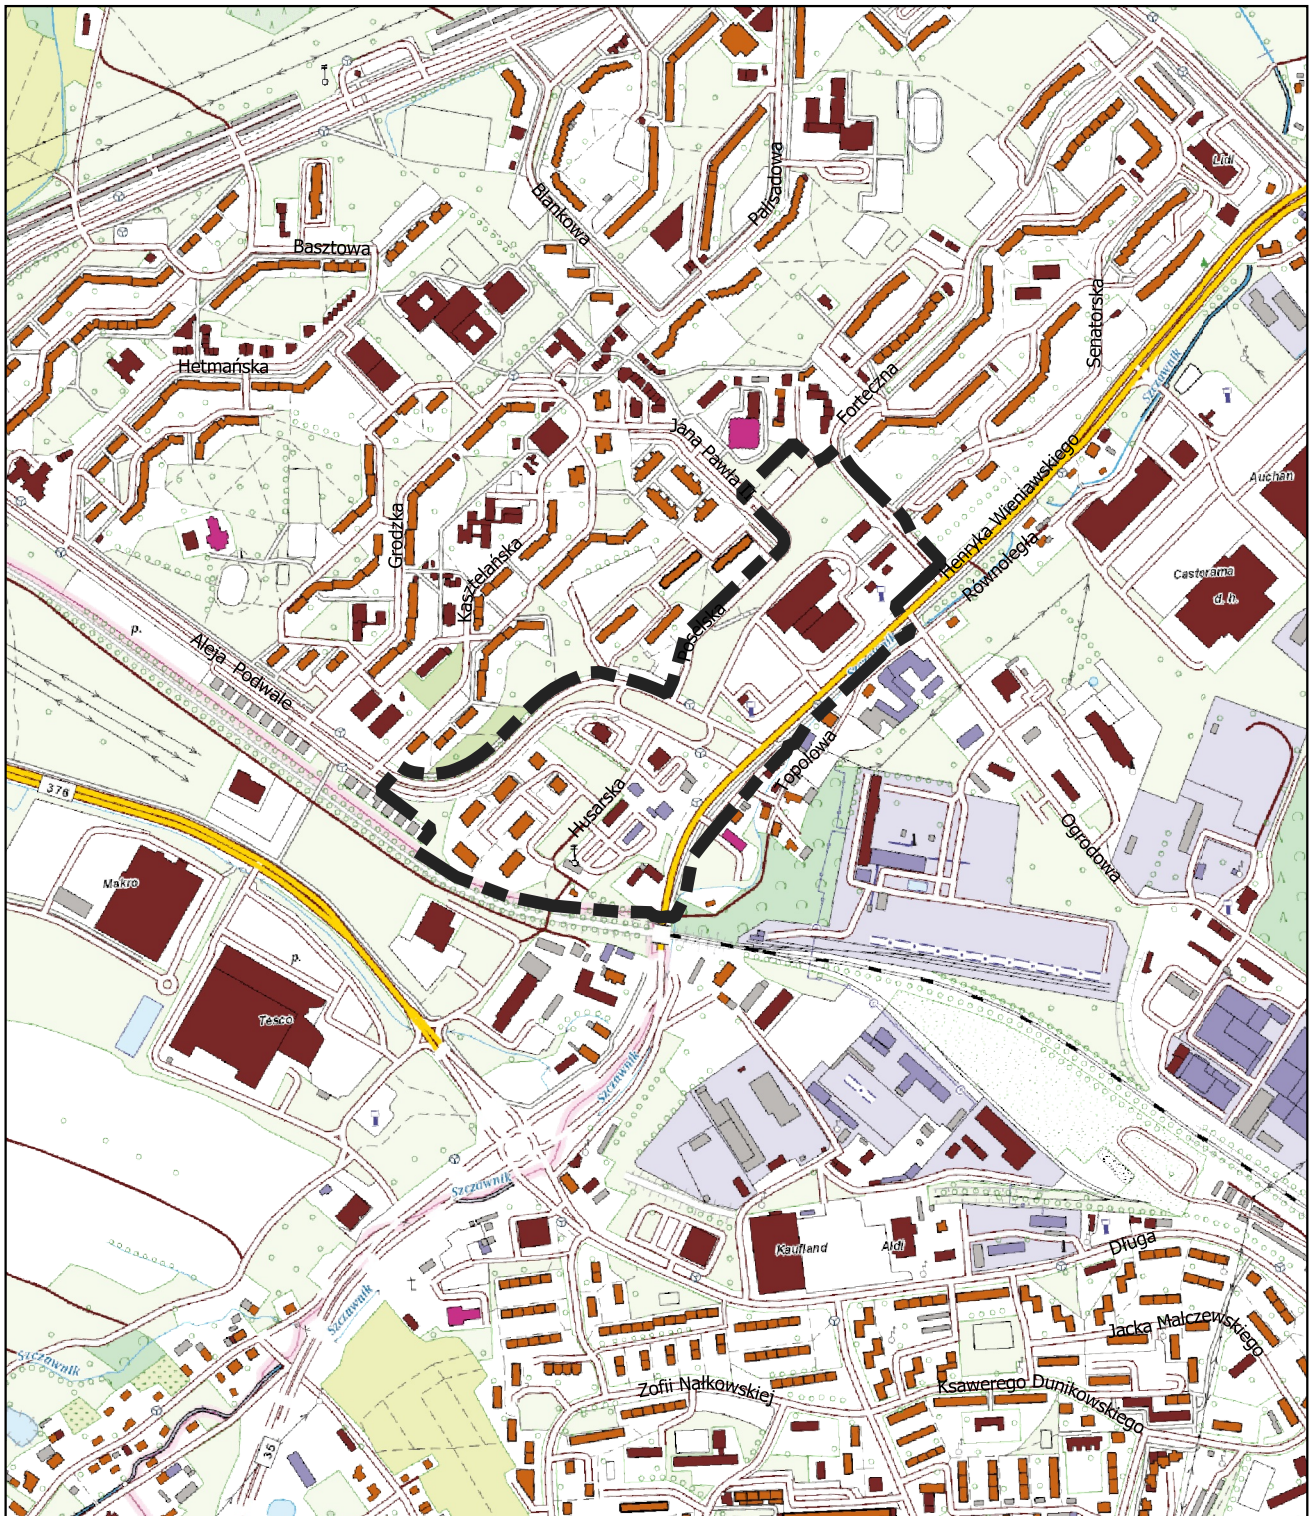 Lidl
Blankowa
Palisadowa
Basztowa
Senatorska
Hetmańska
Szczawnik
Forteczna
Jana Pawła II
Henryka Wieniawskiego
Auchan
Grodzka
Kasztelańska
Równoległa
Castorama
d. h.
p.
Aleja Podwale
Poselska
Topolowa
376
Husarska
Ogrodowa
Makro
p.
Tesco
Szczawnik
Szczawnik
Kaufland
Aldi
Długa
Szczawnik
Jacka Malczewskiego
Szczawnik
Zofii Nałkowskiej
Ksawerego Dunikowskiego
35